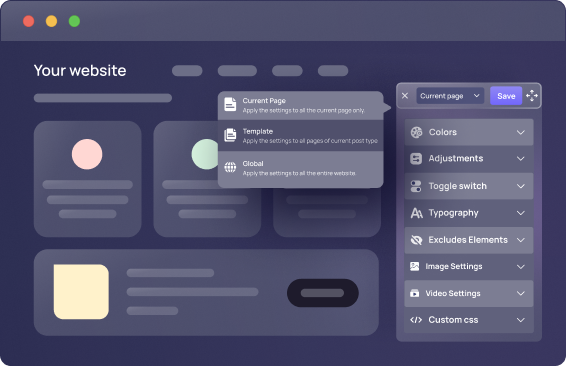 Your website
Current page
Save
Current Page
Apply the settings to all the current page only.
Template
Apply the settings to all pages of current post type
Global
Apply the settings to all the entire website
Colors
Adjustments
Toggle switch
Typography
Excludes Elements
Image Settings
Video Settings
Custom css